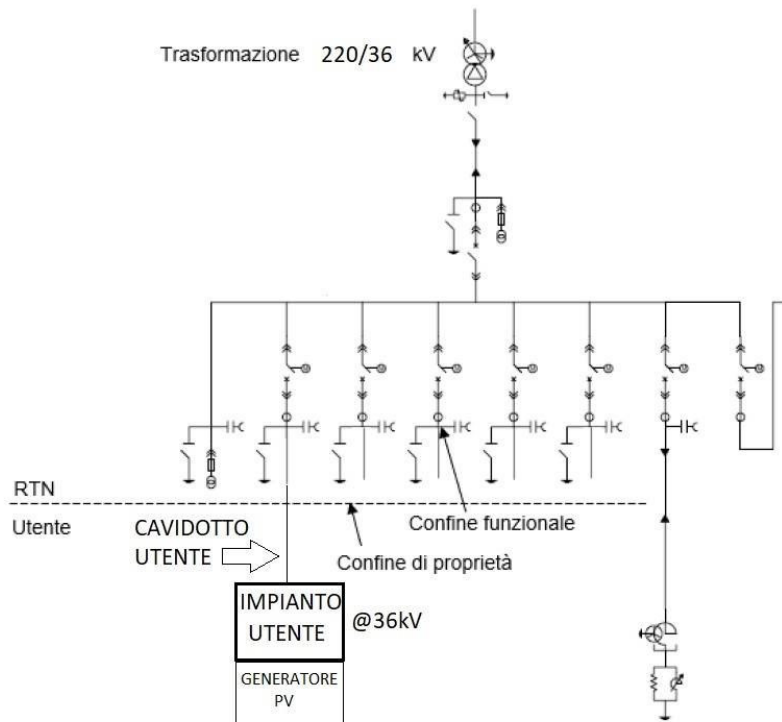 Trasformazione 220/36 kV
RTN
Utente
CAVIDOTTO
UTENTE
Confine funzionale
Confine di proprietà
IMPIANTO
UTENTE
@36kV
GENERATORE
PV